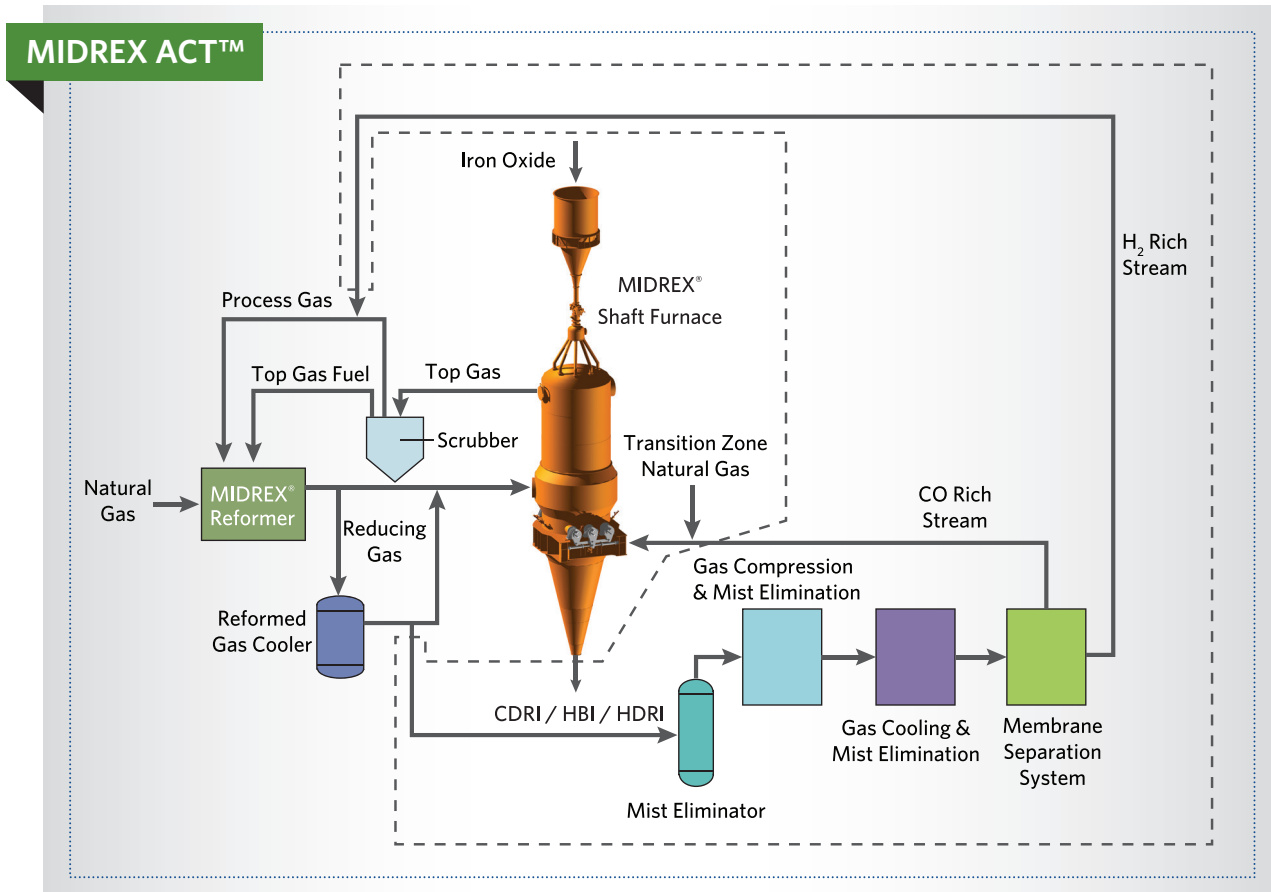 MIDREX ACT™
Iron Oxide
H₂ Rich
Stream
MIDREX®
Shaft Furnace
Process Gas
Top Gas Fuel
Top Gas
Scrubber
Transition Zone
Natural Gas
Natural
Gas
MIDREX®
Reformer
CO Rich
Stream
Reducing
Gas
Gas Compression
& Mist Elimination
Reformed
Gas Cooler
CDRI / HBI / HDRI
Gas Cooling &
Mist Elimination
Membrane
Separation
System
Mist Eliminator